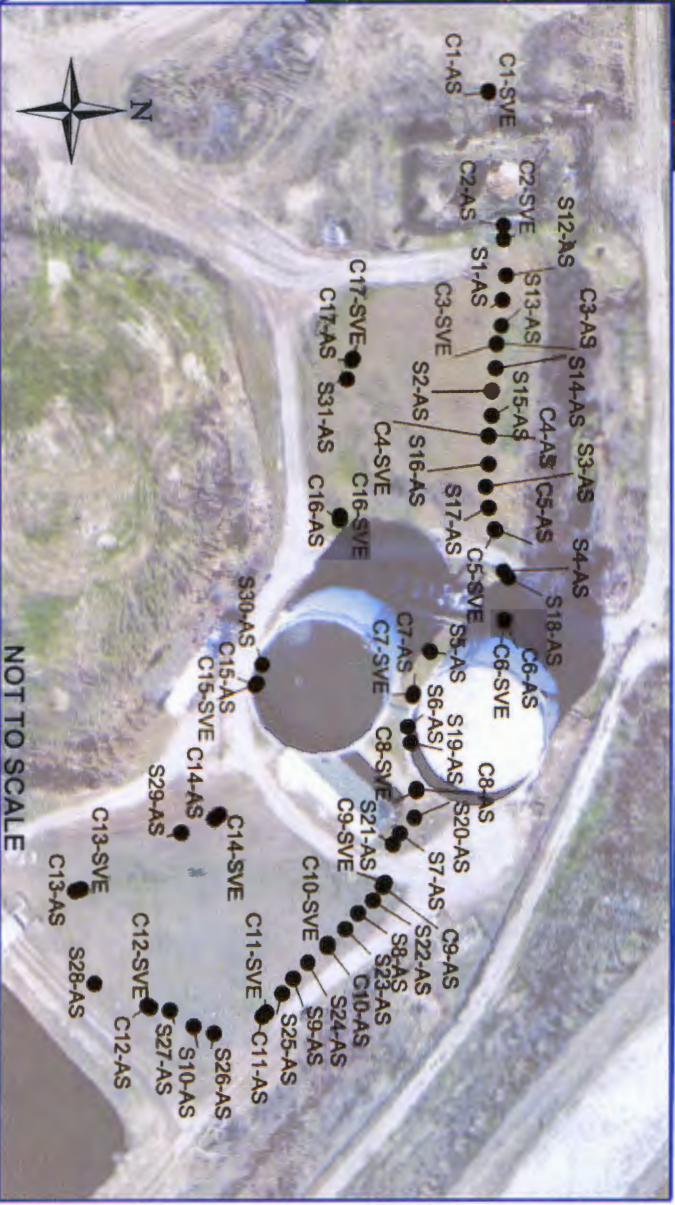 C1-SVE
C1-AS
C2-SVE
C2-AS
S12-AS
S1-AS
S13-AS
C3-AS
C3-SVE
S14-AS
S2-AS
S15-AS
C4-AS
C4-SVE
S16-AS
S3-AS
S17-AS
C5-AS
C5-SVE
S4-AS
S18-AS
C6-AS
C6-SVE
S5-AS
C7-AS
C7-SVE
S6-AS
S19-AS
C8-AS
C8-SVE
S20-AS
S7-AS
S21-AS
C9-AS
C9-SVE
S22-AS
S8-AS
S23-AS
C10-AS
C10-SVE
S24-AS
S9-AS
S25-AS
C11-AS
C11-SVE
S26-AS
S10-AS
S27-AS
C12-AS
C12-SVE
S28-AS
C13-SVE
C13-AS
C14-SVE
C14-AS
S29-AS
S30-AS
C15-AS
C15-SVE
C16-SVE
C16-AS
C17-SVE
C17-AS
S31-AS
N
NOT TO SCALE